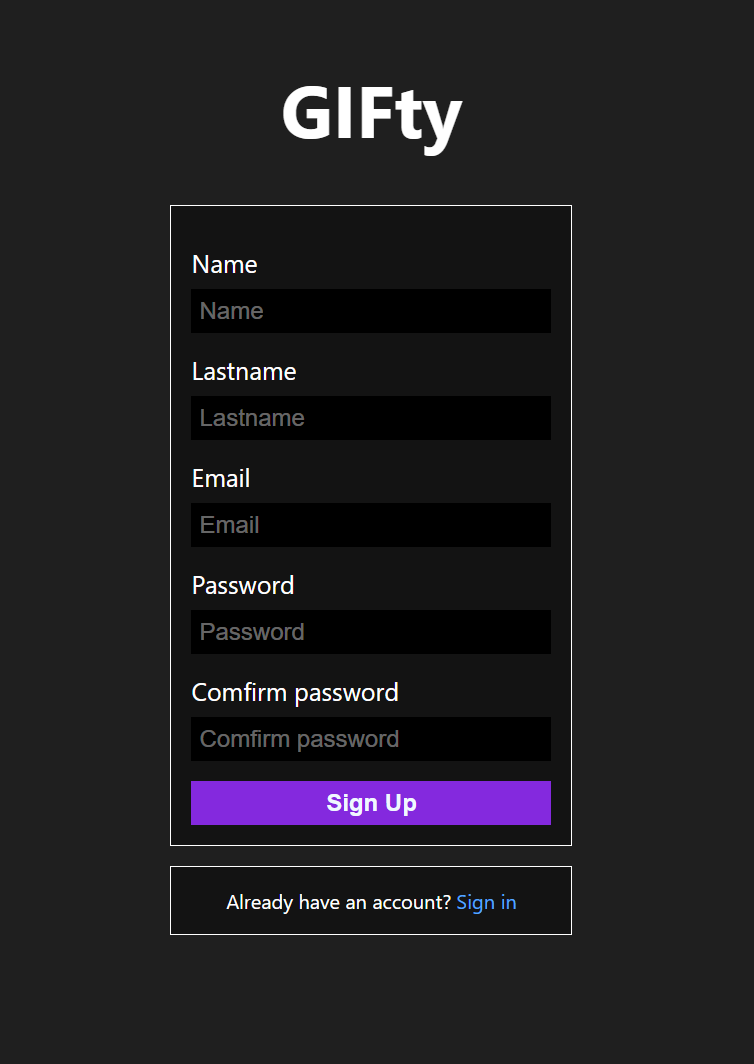 GIFty
Name
Name
Lastname
Lastname
Email
Email
Password
Password
Comfirm password
Comfirm password
Sign Up
Already have an account? Sign in